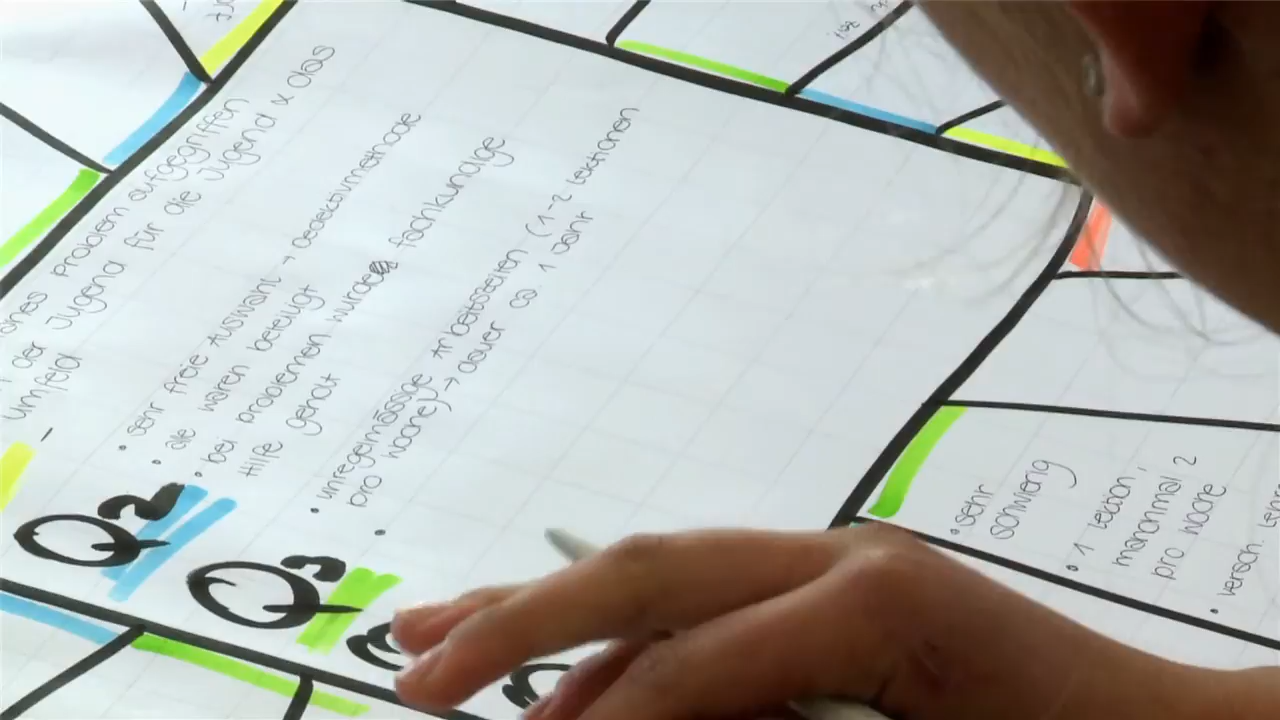 Problem aufgegriffen
der Jugend für die Jugend & das
Umfeld
Q2
• sehr freie Auswahl → Detektivmethode
• alle waren beteiligt
• bei Problemen wurde fachkundige
Hilfe geholt
Q3
• unregelmässige Arbeitszeiten (1-2 Lektionen
pro Woche) → dauer ca. 1 Jahr
•
• sehr
schwierig
• 1 Lektion,
manchmal 2
pro Woche
• versch.